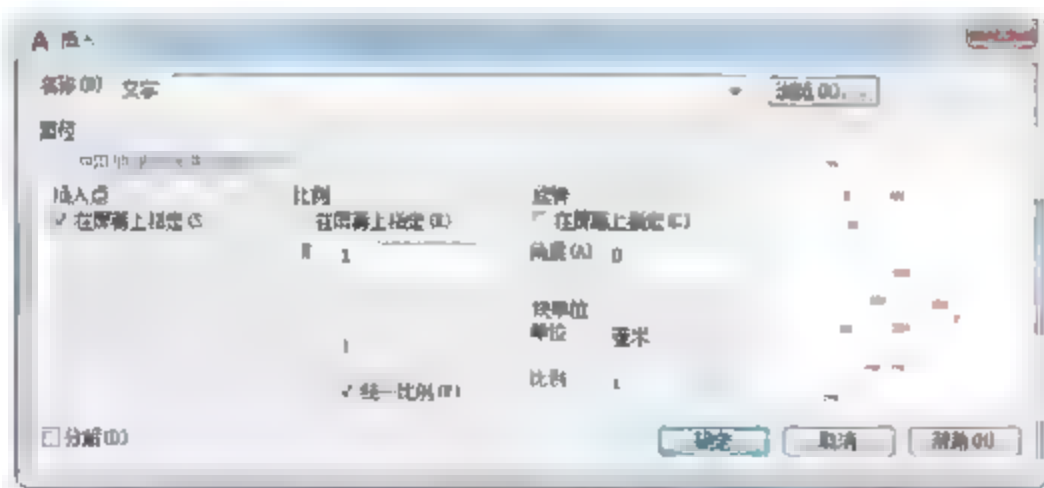 插入
名称(N) 文字 浏览(B)...
路径
插入点 比例 旋转
在屏幕上指定(S 在屏幕上指定(E) 在屏幕上指定(C)
1 角度(A) 0
块单位
单位 毫米
1
统一比例(U) 比例 1
分解(D) 确定 取消 帮助(H)